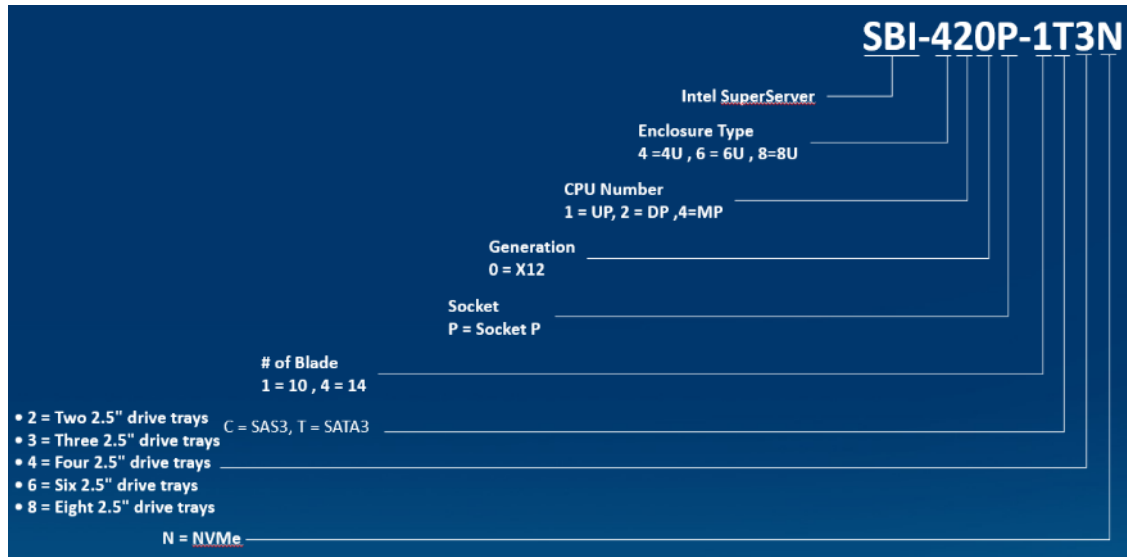 SBI-420P-1T3N
Intel SuperServer
Enclosure Type
4 =4U , 6 = 6U , 8=8U
CPU Number
1 = UP, 2 = DP ,4=MP
Generation
0 = X12
Socket
P = Socket P
# of Blade
1 = 10 , 4 = 14
C = SAS3, T = SATA3
• 2 = Two 2.5" drive trays
• 3 = Three 2.5" drive trays
• 4 = Four 2.5" drive trays
• 6 = Six 2.5" drive trays
• 8 = Eight 2.5" drive trays
N = NVMe